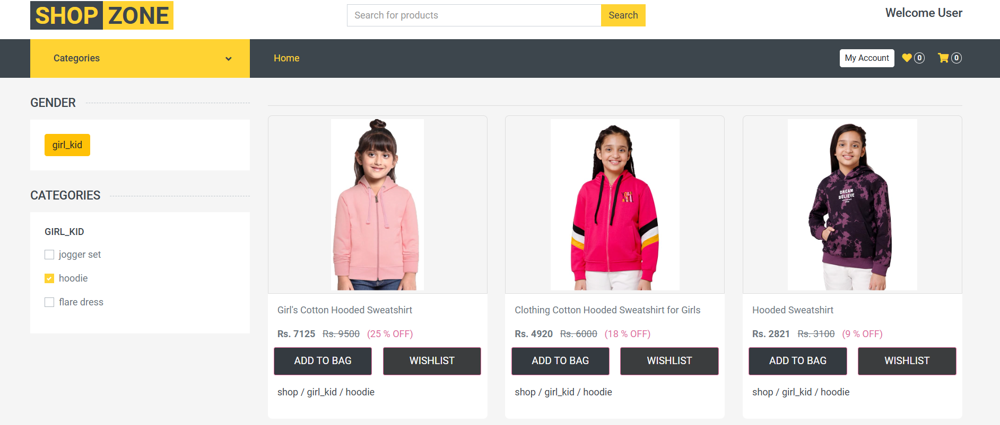 SHOP ZONE
Search for products
Search
Welcome User
Categories
Home
My Account
0
0
GENDER
girl_kid
CATEGORIES
GIRL_KID
jogger set
hoodie
flare dress
DREAM
BELIEVE
Girl's Cotton Hooded Sweatshirt
Rs. 7125 Rs. 9500 (25 % OFF)
ADD TO BAG WISHLIST
shop / girl_kid / hoodie
Clothing Cotton Hooded Sweatshirt for Girls
Rs. 4920 Rs. 6000 (18 % OFF)
ADD TO BAG WISHLIST
shop / girl_kid / hoodie
Hooded Sweatshirt
Rs. 2821 Rs. 3100 (9 % OFF)
ADD TO BAG WISHLIST
shop / girl_kid / hoodie